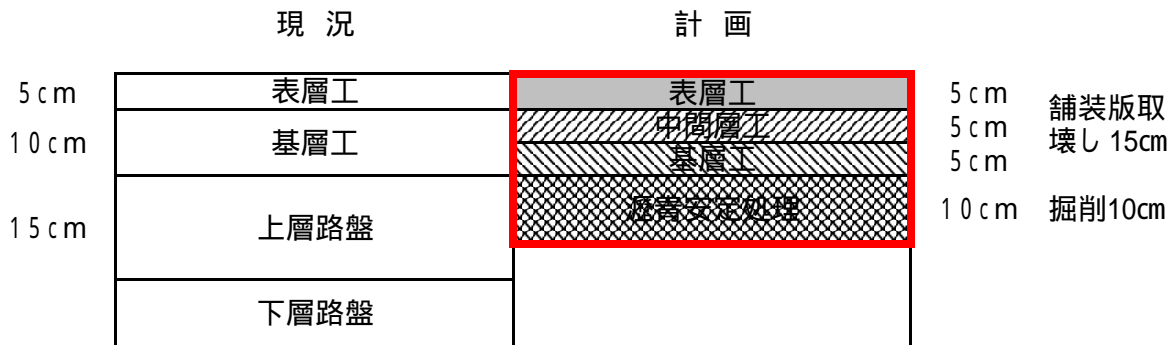 現 況 計 画
5cm 表層工 表層工 5cm 舗装版取
10cm 基層工 中間層工 5cm 壊し 15㎝
基層工 5cm
15cm 上層路盤 瀝青安定処理 10cm 掘削10㎝
下層路盤